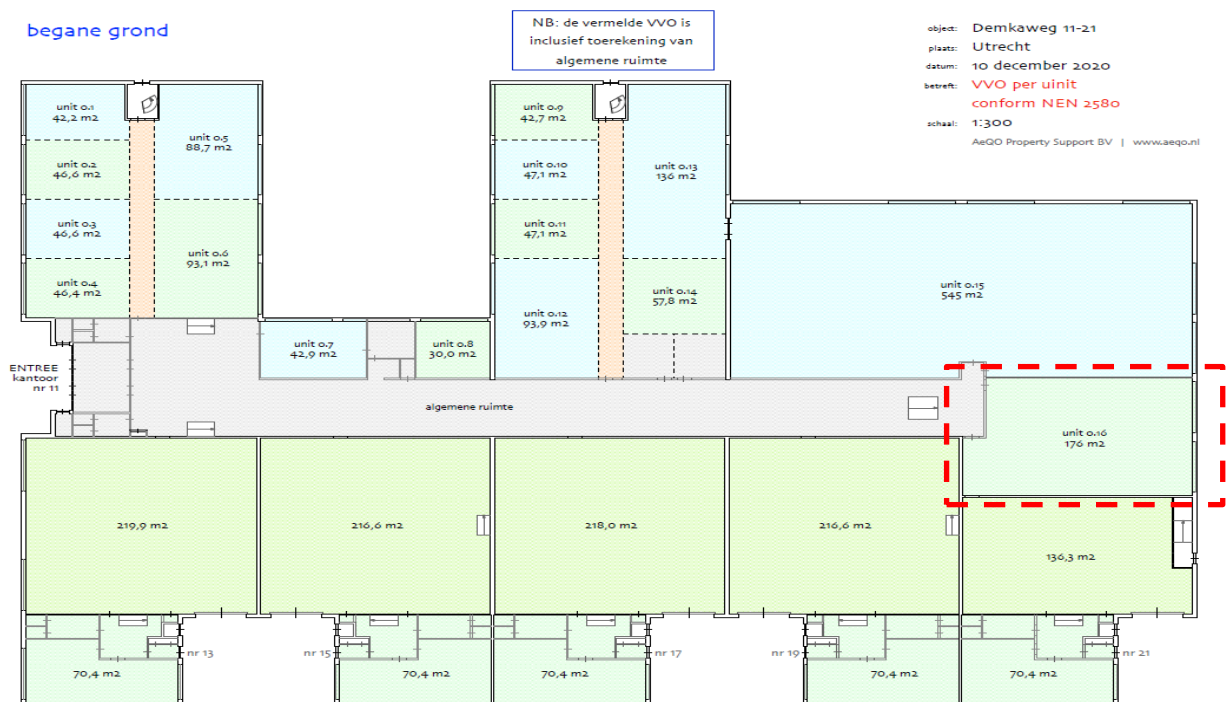 begane grond
NB: de vermelde VVO is
inclusief toerekening van
algemene ruimte
object: Demkaweg 11-21
plaats: Utrecht
datum: 10 december 2020
betreft: VVO per uinit
conform NEN 2580
schaal: 1:300
AeQO Property Support BV | www.aeqo.nl
unit 0.1
42,2 m2
unit 0.2
46,6 m2
unit 0.3
46,6 m2
unit 0.4
46,4 m2
unit 0.5
88,7 m2
unit 0.6
93,1 m2
unit 0.7
42,9 m2
unit 0.8
30,0 m2
unit 0.9
42,7 m2
unit 0.10
47,1 m2
unit 0.11
47,1 m2
unit 0.12
93,9 m2
unit 0.13
136 m2
unit 0.14
57,8 m2
unit 0.15
545 m2
unit 0.16
176 m2
ENTREE
kantoor
nr 11
algemene ruimte
219,9 m2
216,6 m2
218,0 m2
216,6 m2
136,3 m2
nr 13
nr 15
nr 17
nr 19
nr 21
70,4 m2
70,4 m2
70,4 m2
70,4 m2
70,4 m2